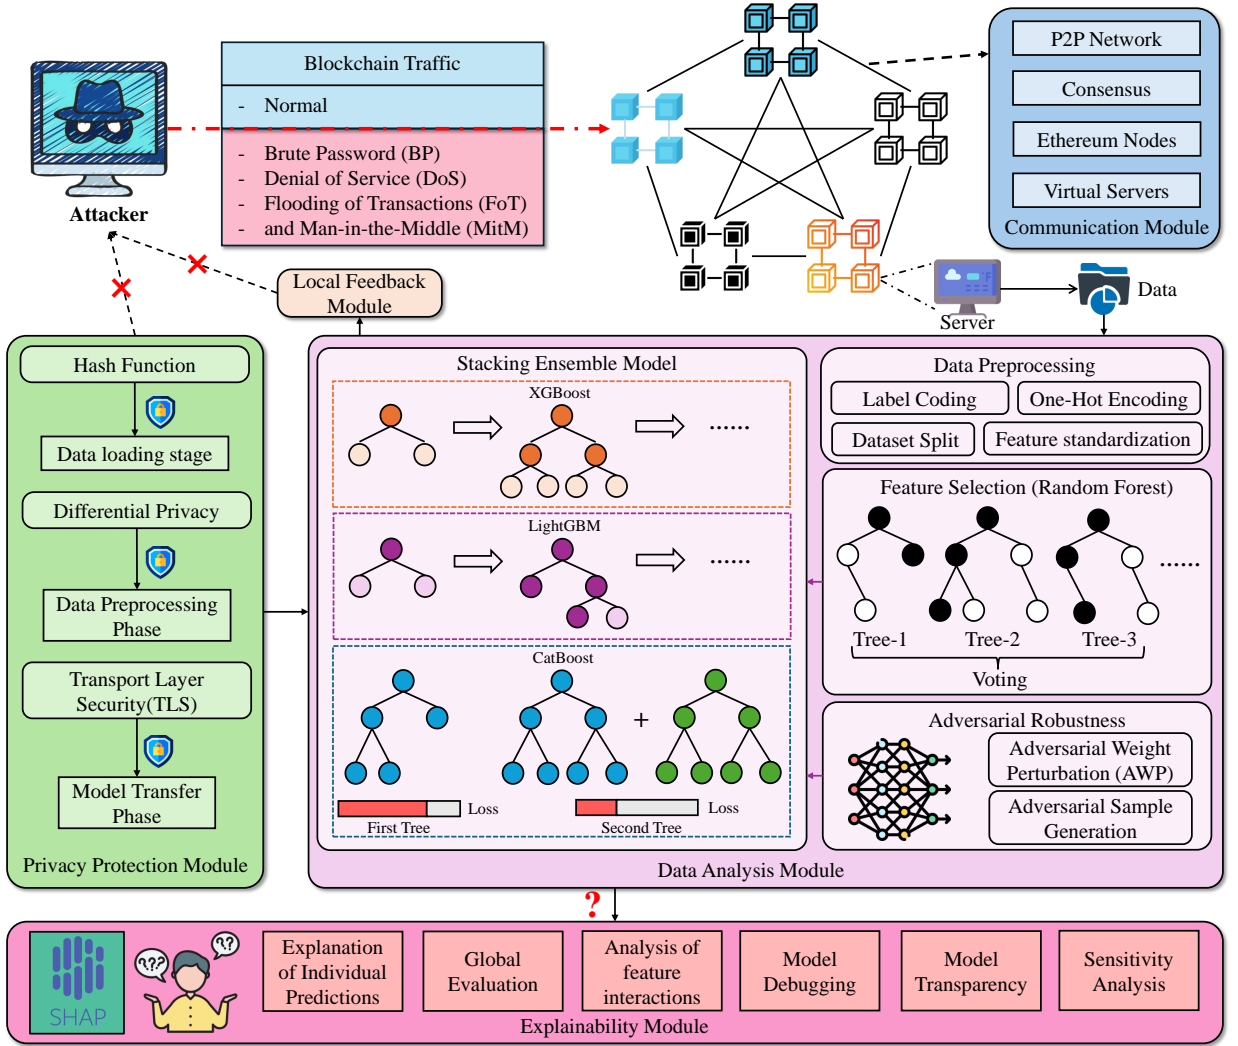 Blockchain Traffic
- Normal
- Brute Password (BP)
- Denial of Service (DoS)
- Flooding of Transactions (FoT)
- and Man-in-the-Middle (MitM)
Attacker
P2P Network
Consensus
Ethereum Nodes
Virtual Servers
Communication Module
Local Feedback
Module
Server
Data
Hash Function
Data loading stage
Differential Privacy
Data Preprocessing
Phase
Transport Layer
Security(TLS)
Model Transfer
Phase
Privacy Protection Module
Stacking Ensemble Model
XGBoost
......
LightGBM
......
CatBoost
+
Loss
First Tree
Loss
Second Tree
Data Preprocessing
Label Coding
One-Hot Encoding
Dataset Split
Feature standardization
Feature Selection (Random Forest)
......
Tree-1
Tree-2
Tree-3
Voting
Adversarial Robustness
Adversarial Weight
Perturbation (AWP)
Adversarial Sample
Generation
Data Analysis Module
?
SHAP
???
??
Explanation
of Individual
Predictions
Global
Evaluation
Analysis of
feature
interactions
Model
Debugging
Model
Transparency
Sensitivity
Analysis
Explainability Module